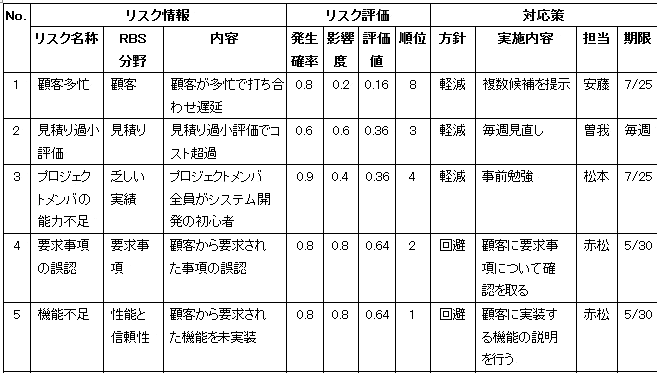 No. リスク情報 リスク評価 対応策
リスク名称 RBS分野 内容 発生確率 影響度 評価値 順位 方針 実施内容 担当 期限
1 顧客多忙 顧客 顧客が多忙で打ち合わせ遅延 0.8 0.2 0.16 8 軽減 複数候補を提示 安藤 7/25
2 見積り過小評価 見積り 見積り過小評価でコスト超過 0.6 0.6 0.36 3 軽減 毎週見直し 曽我 毎週
3 プロジェクトメンバの能力不足 乏しい実績 プロジェクトメンバ全員がシステム開発の初心者 0.9 0.4 0.36 4 軽減 事前勉強 松本 7/25
4 要求事項の誤認 要求事項 顧客から要求された事項の誤認 0.8 0.8 0.64 2 回避 顧客に要求事項について確認を取る 赤松 5/30
5 機能不足 性能と信頼性 顧客から要求された機能を未実装 0.8 0.8 0.64 1 回避 顧客に実装する機能の説明を行う 赤松 5/30